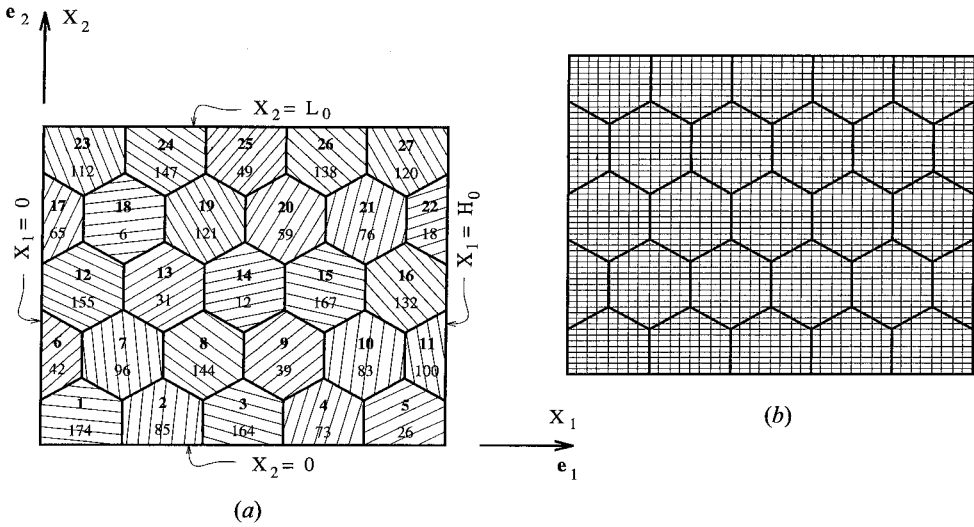 e₂ X₂
X₂ = L₀
23 24 25 26 27
112 147 49 138 120
17 18 19 20 21 22
65 6 121 59 76 18
X₁ = 0
X₁ = H₀
12 13 14 15 16
155 31 12 167 132
6 7 8 9 10 11
42 96 144 39 83 100
1 2 3 4 5
174 85 164 73 26
X₂ = 0
X₁
e₁
(a)
(b)